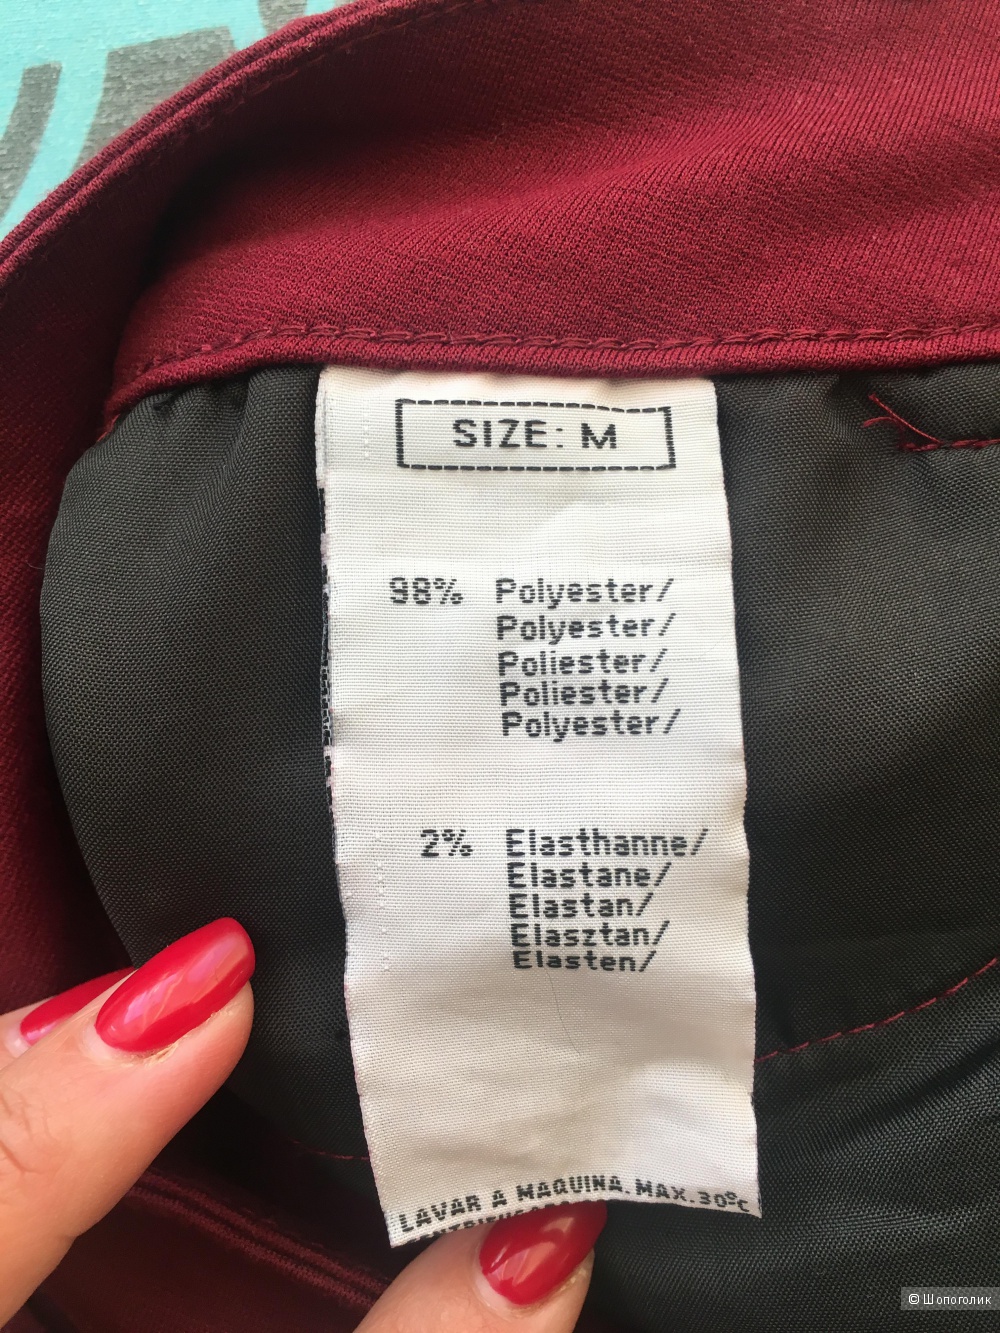 SIZE: M
98% Polyester/
Polyester/
Poliester/
Poliester/
Polyester/
2% Elasthanne/
Elastane/
Elastan/
Elasztan/
Elasten/
LAVAR A MAQUINA. MAX. 30ºC
© Шопоголик